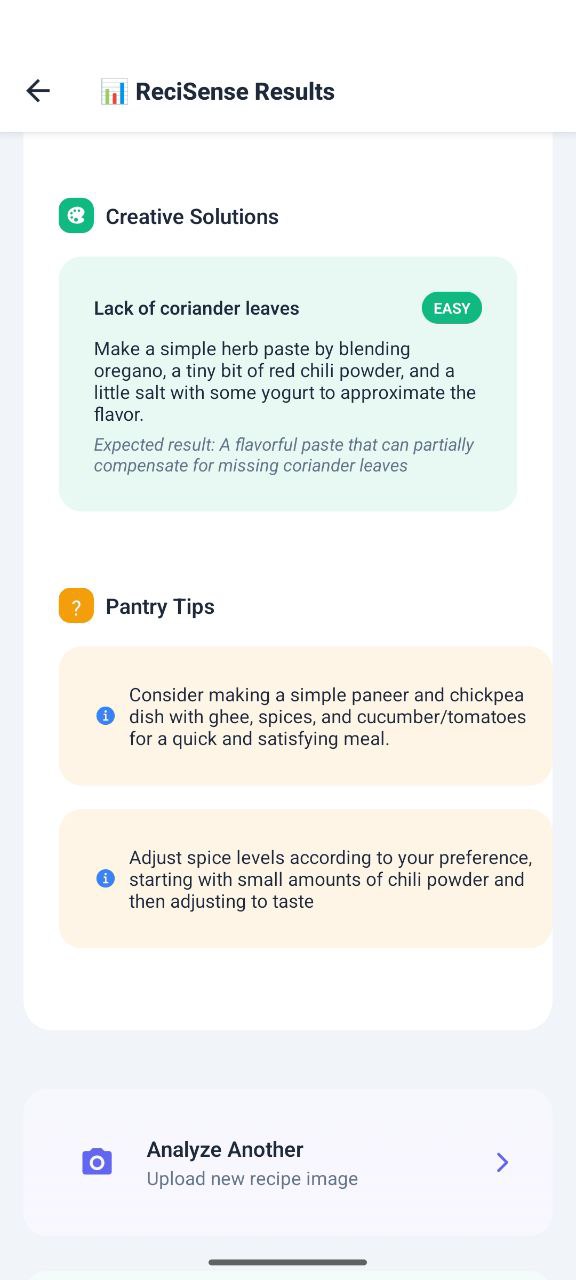 📊 ReciSense Results
Creative Solutions
Lack of coriander leaves
EASY
Make a simple herb paste by blending
oregano, a tiny bit of red chili powder, and a
little salt with some yogurt to approximate the
flavor.
Expected result: A flavorful paste that can partially
compensate for missing coriander leaves
?
Pantry Tips
Consider making a simple paneer and chickpea
dish with ghee, spices, and cucumber/tomatoes
for a quick and satisfying meal.
Adjust spice levels according to your preference,
starting with small amounts of chili powder and
then adjusting to taste
Analyze Another
Upload new recipe image